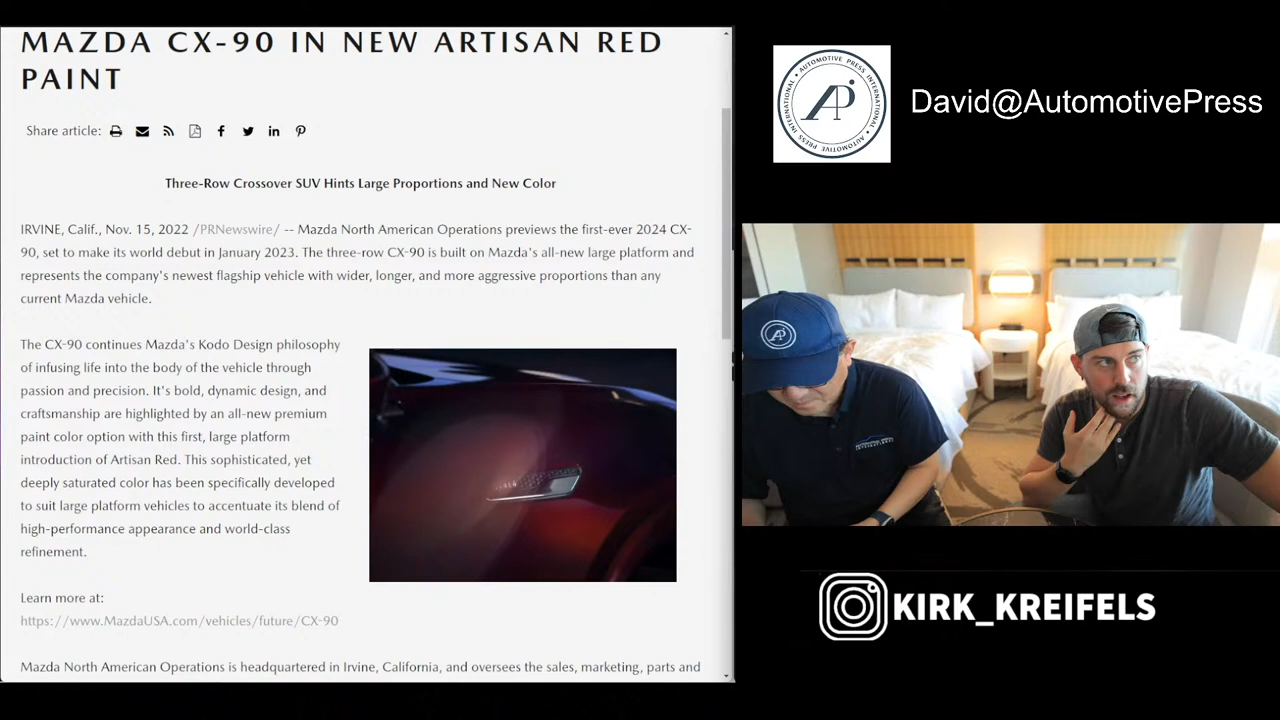 MAZDA CX-90 IN NEW ARTISAN RED
PAINT
Share article:
Three-Row Crossover SUV Hints Large Proportions and New Color
IRVINE, Calif., Nov. 15, 2022 /PRNewswire/ -- Mazda North American Operations previews the first-ever 2024 CX-
90, set to make its world debut in January 2023. The three-row CX-90 is built on Mazda's all-new large platform and
represents the company's newest flagship vehicle with wider, longer, and more aggressive proportions than any
current Mazda vehicle.
The CX-90 continues Mazda's Kodo Design philosophy
of infusing life into the body of the vehicle through
passion and precision. It's bold, dynamic design, and
craftsmanship are highlighted by an all-new premium
paint color option with this first, large platform
introduction of Artisan Red. This sophisticated, yet
deeply saturated color has been specifically developed
to suit large platform vehicles to accentuate its blend of
high-performance appearance and world-class
refinement.
Learn more at:
https://www.MazdaUSA.com/vehicles/future/CX-90
Mazda North American Operations is headquartered in Irvine, California, and oversees the sales, marketing, parts and
AUTOMOTIVE PRESS INTERNATIONAL
AUTOMOTIVE PRESS INTERNATIONAL
API
David@AutomotivePress
API
AUTOMOTIVE PRESS
INTERNATIONAL
KIRK_KREIFELS